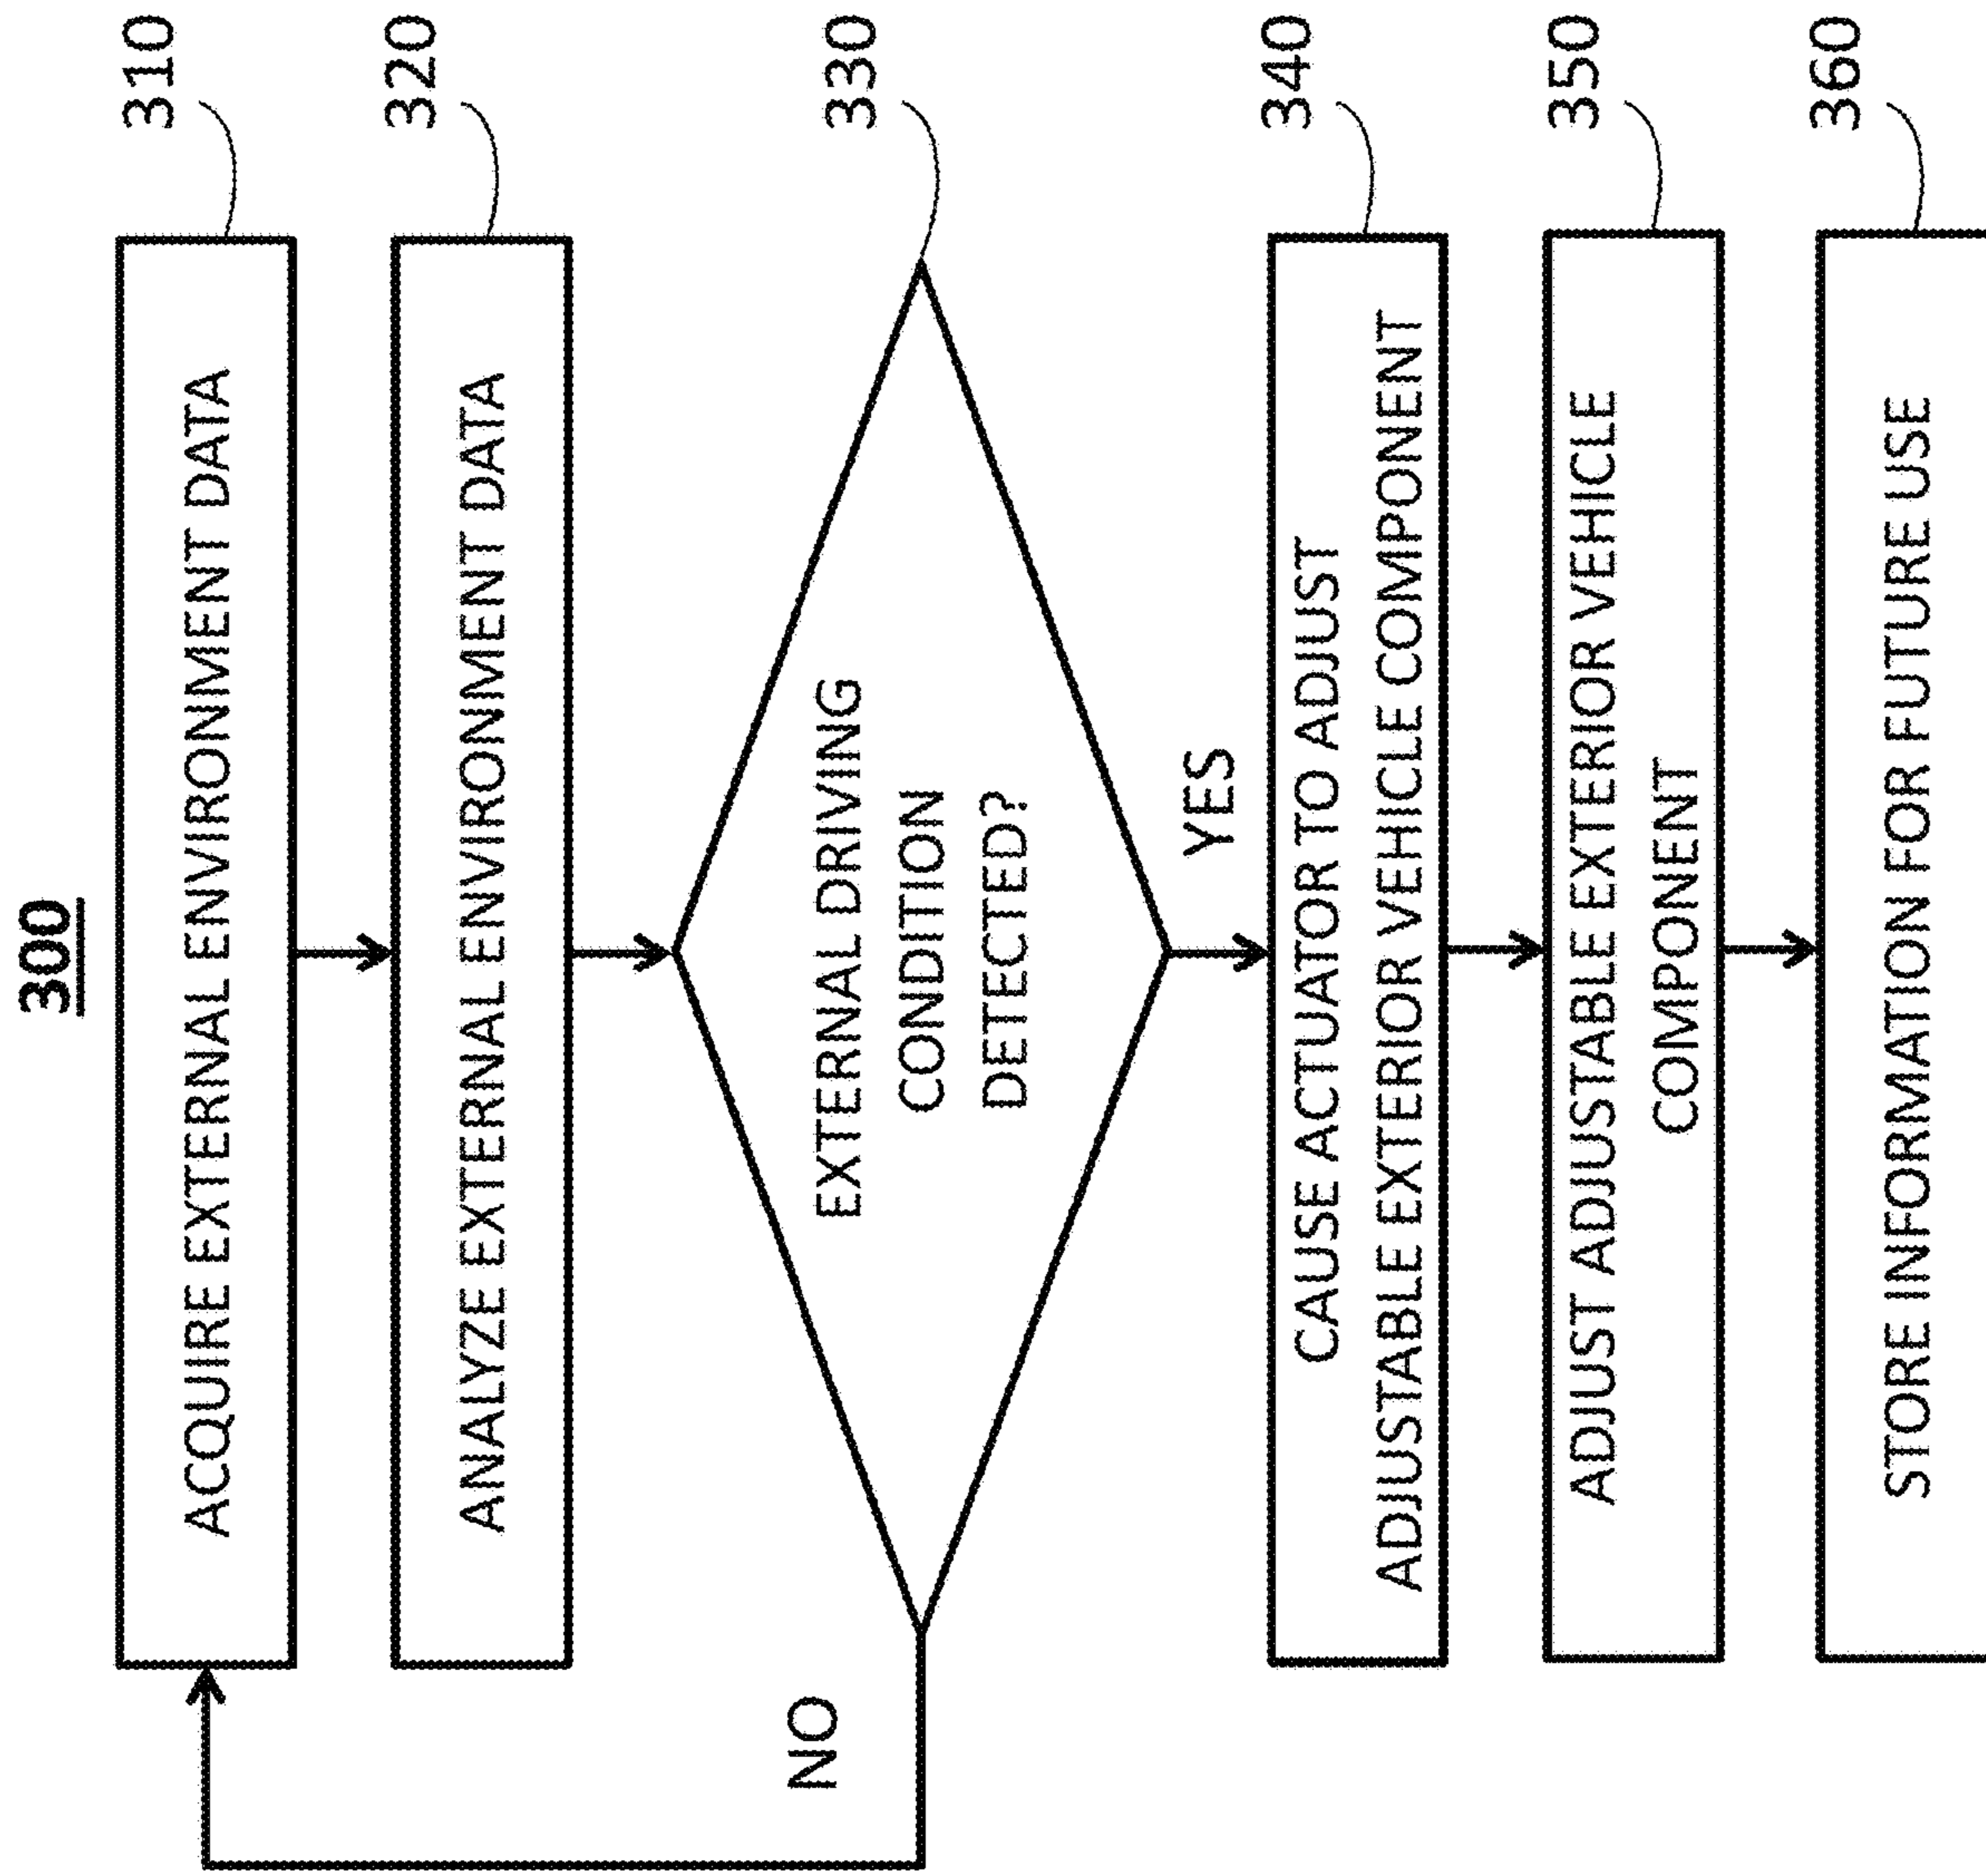 300
ACQUIRE EXTERNAL ENVIRONMENT DATA
310
ANALYZE EXTERNAL ENVIRONMENT DATA
320
EXTERNAL DRIVING
CONDITION
DETECTED?
330
NO
YES
CAUSE ACTUATOR TO ADJUST
ADJUSTABLE EXTERIOR VEHICLE COMPONENT
340
ADJUST ADJUSTABLE EXTERIOR VEHICLE
COMPONENT
350
STORE INFORMATION FOR FUTURE USE
360